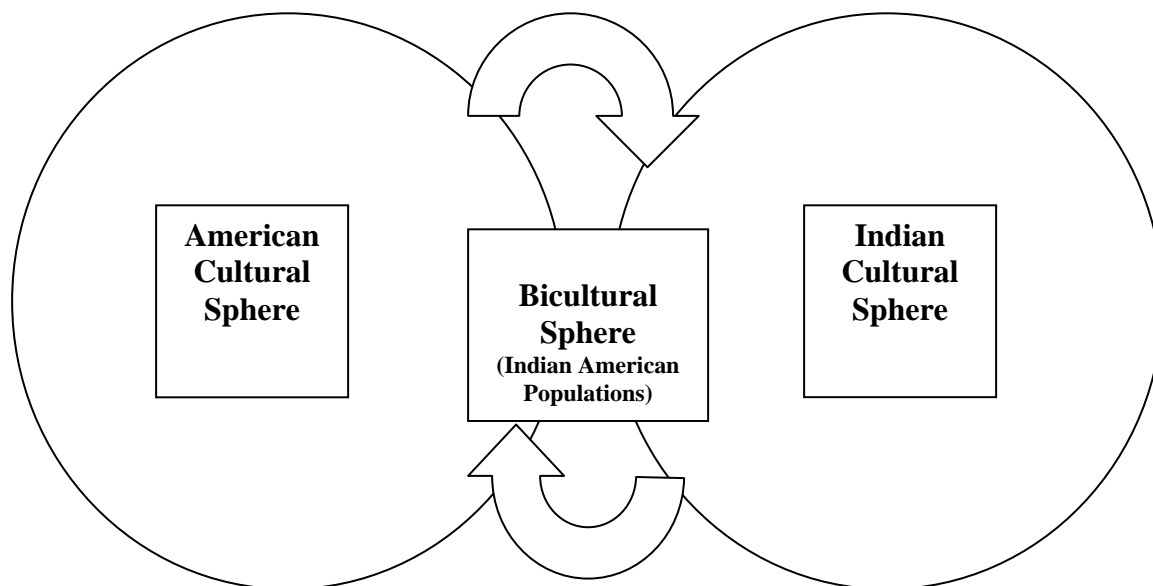 American
Cultural
Sphere
Bicultural
Sphere
(Indian American
Populations)
Indian
Cultural
Sphere